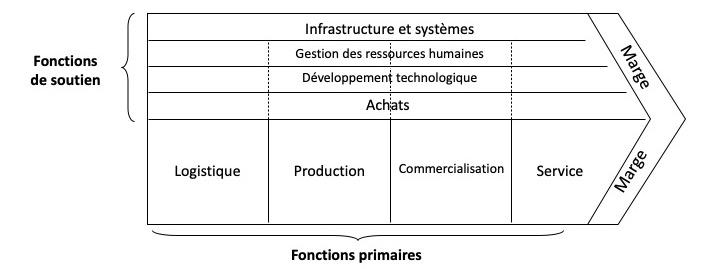 Infrastructure et systèmes
Fonctions
de soutien
Gestion des ressources humaines
Développement technologique
Achats
Marge
Logistique
Production
Commercialisation
Service
Marge
Fonctions primaires